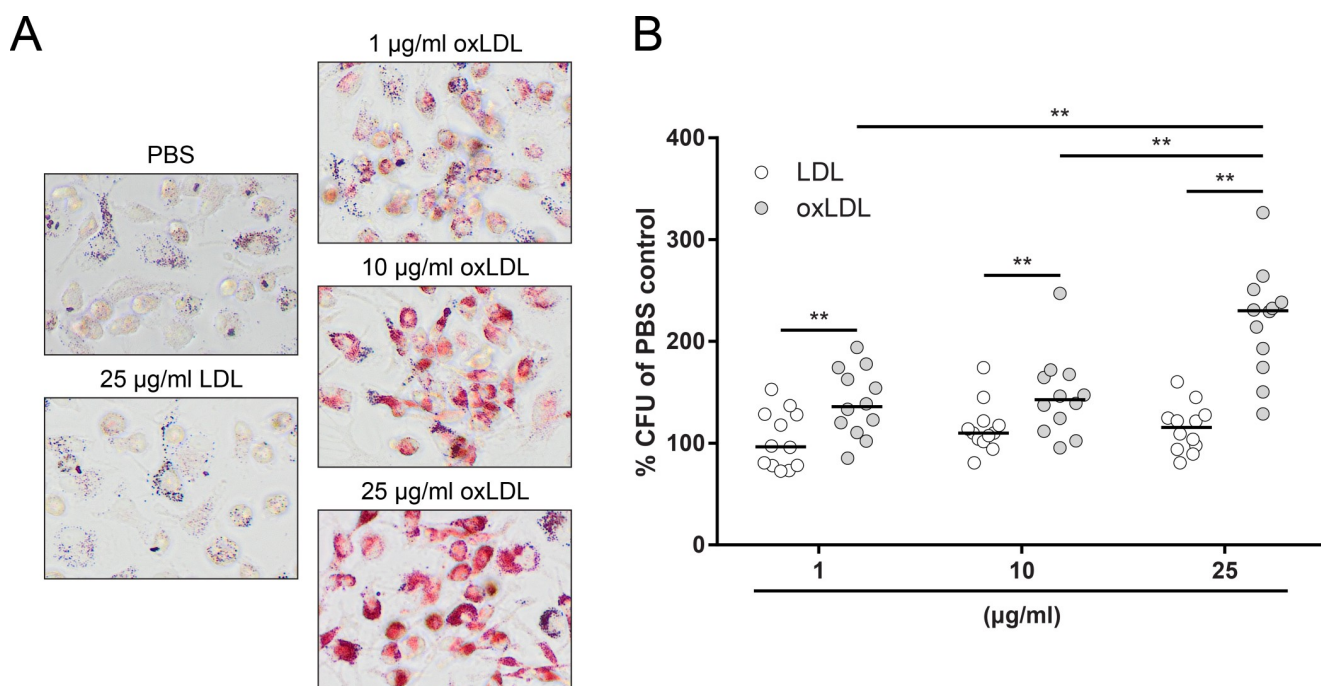 A
PBS
25 µg/ml LDL
1 µg/ml oxLDL
10 µg/ml oxLDL
25 µg/ml oxLDL
B
% CFU of PBS control
400
300
200
100
0
LDL
oxLDL
**
**
**
**
**
1
10
25
(µg/ml)